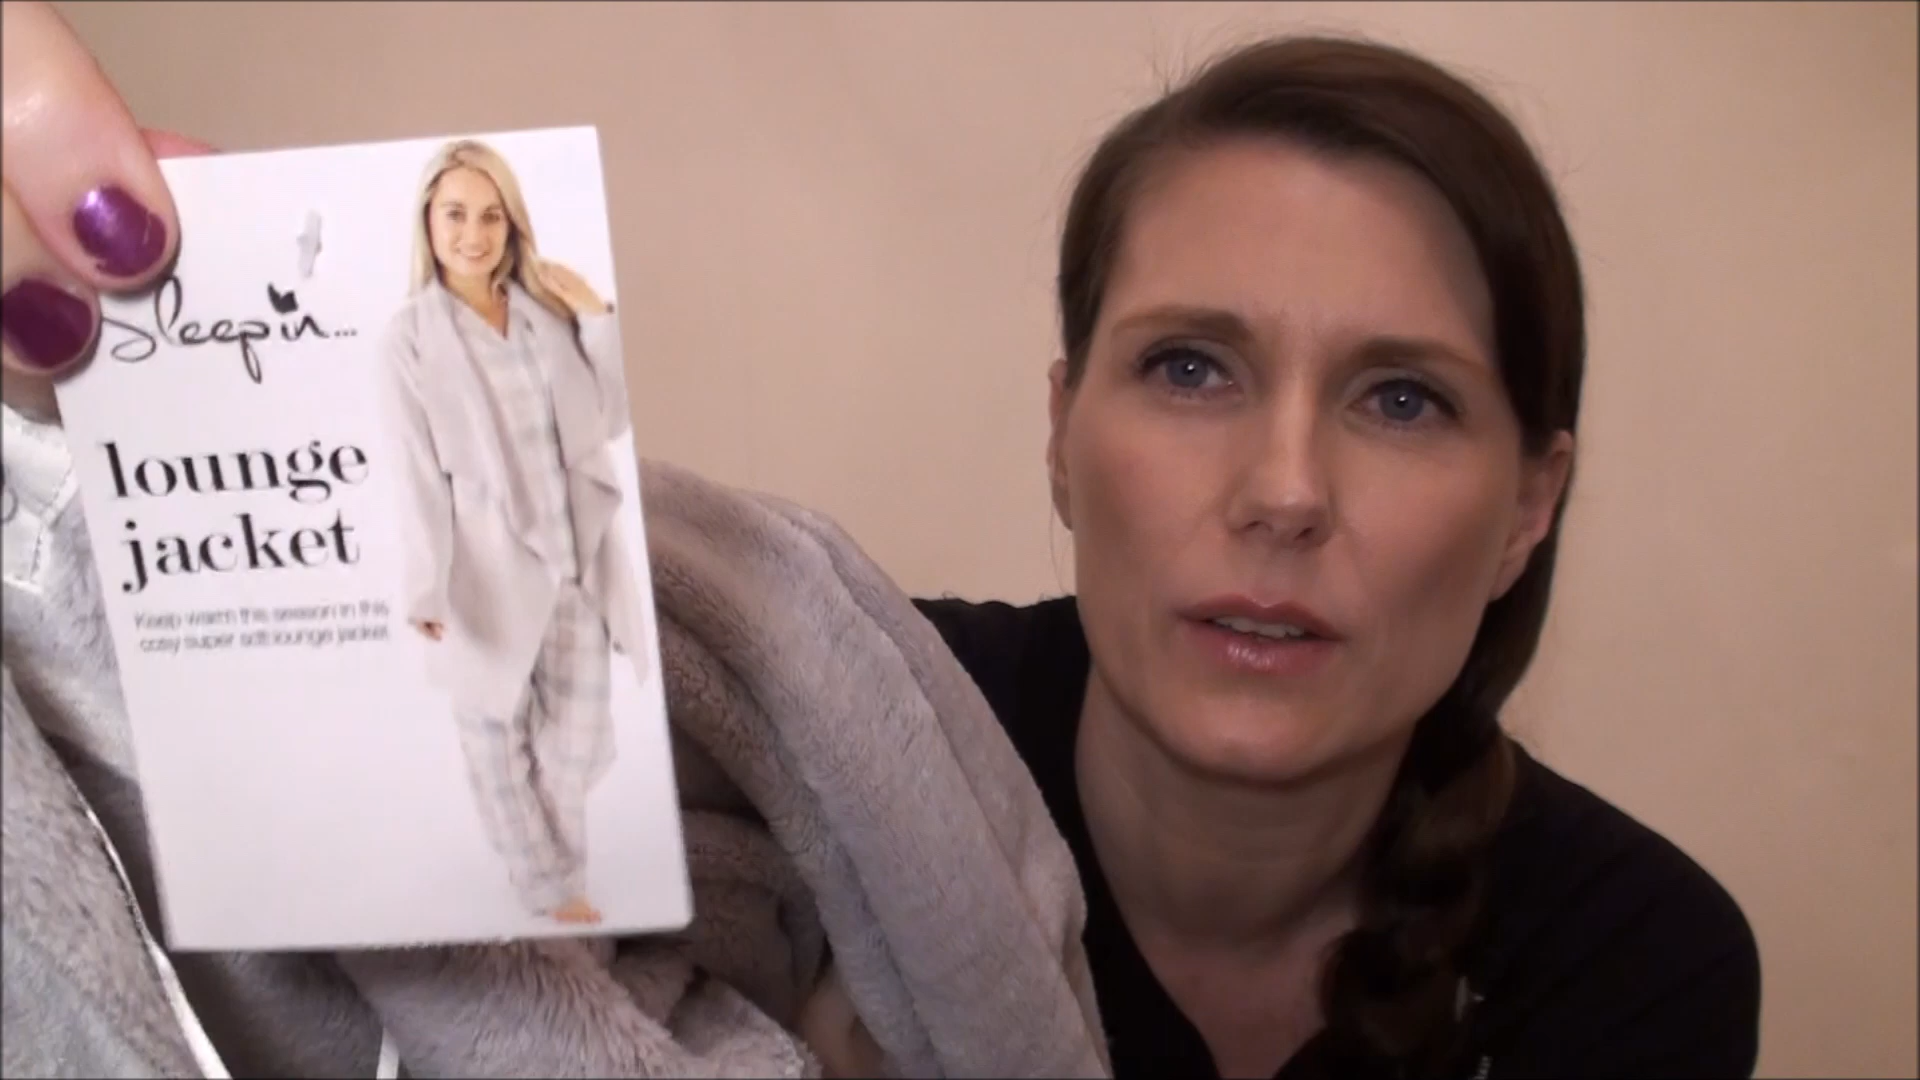 Sleep in...
lounge
jacket
Keep warm this season in this
cosy super soft lounge jacket